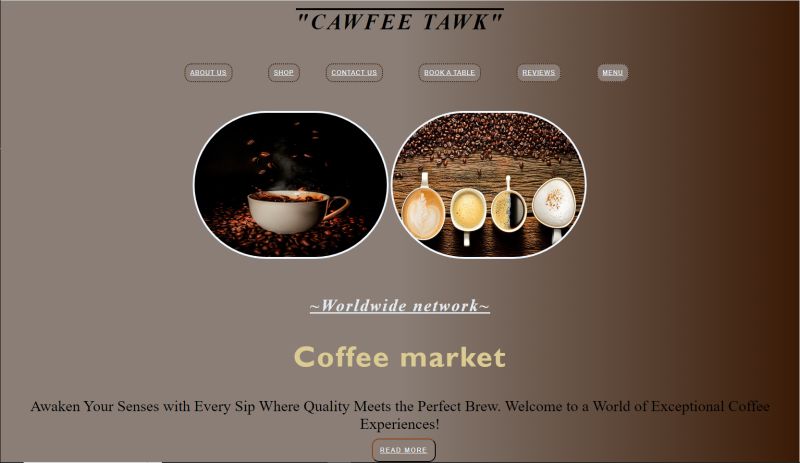 "CAWFEE TAWK"
ABOUT US SHOP CONTACT US BOOK A TABLE REVIEWS MENU
~Worldwide network~
Coffee market
Awaken Your Senses with Every Sip Where Quality Meets the Perfect Brew. Welcome to a World of Exceptional Coffee
Experiences!
READ MORE